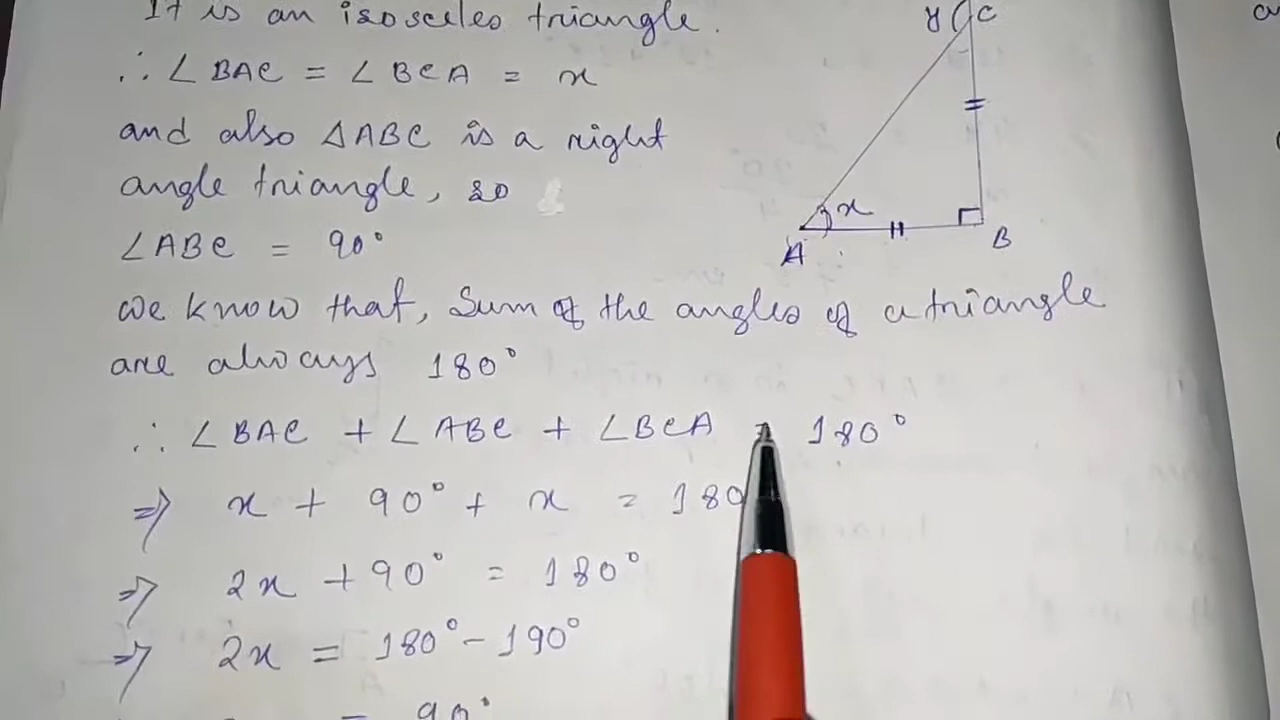 It is an isosceles triangle.
∴ ∠BAC = ∠BCA = x
and also △ABC is a right
angle triangle, so
∠ABC = 90°
We know that, Sum of the angles of a triangle
are always 180°
∴ ∠BAC + ∠ABC + ∠BCA = 180°
⇒ x + 90° + x = 180
⇒ 2x + 90° = 180°
⇒ 2x = 180° - 190°
= 90°
C
x
A
B